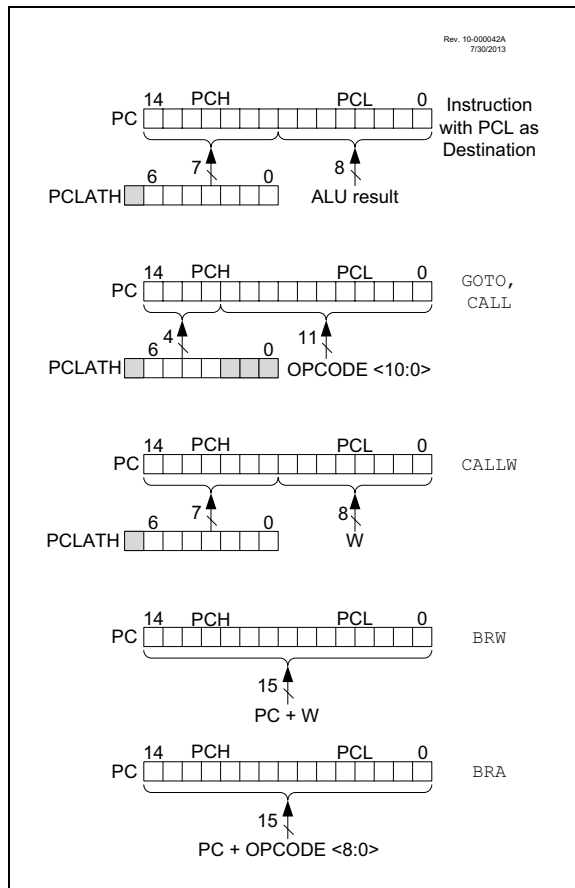 Rev. 10-000042A
7/30/2013
14 PCH PCL 0
PC
Instruction
with PCL as
Destination
6 7 0 8
PCLATH
ALU result
14 PCH PCL 0
PC
GOTO,
CALL
6 4 0 11
PCLATH
OPCODE <10:0>
14 PCH PCL 0
PC
CALLW
6 7 0 8
PCLATH
W
14 PCH PCL 0
PC
BRW
15
PC + W
14 PCH PCL 0
PC
BRA
15
PC + OPCODE <8:0>